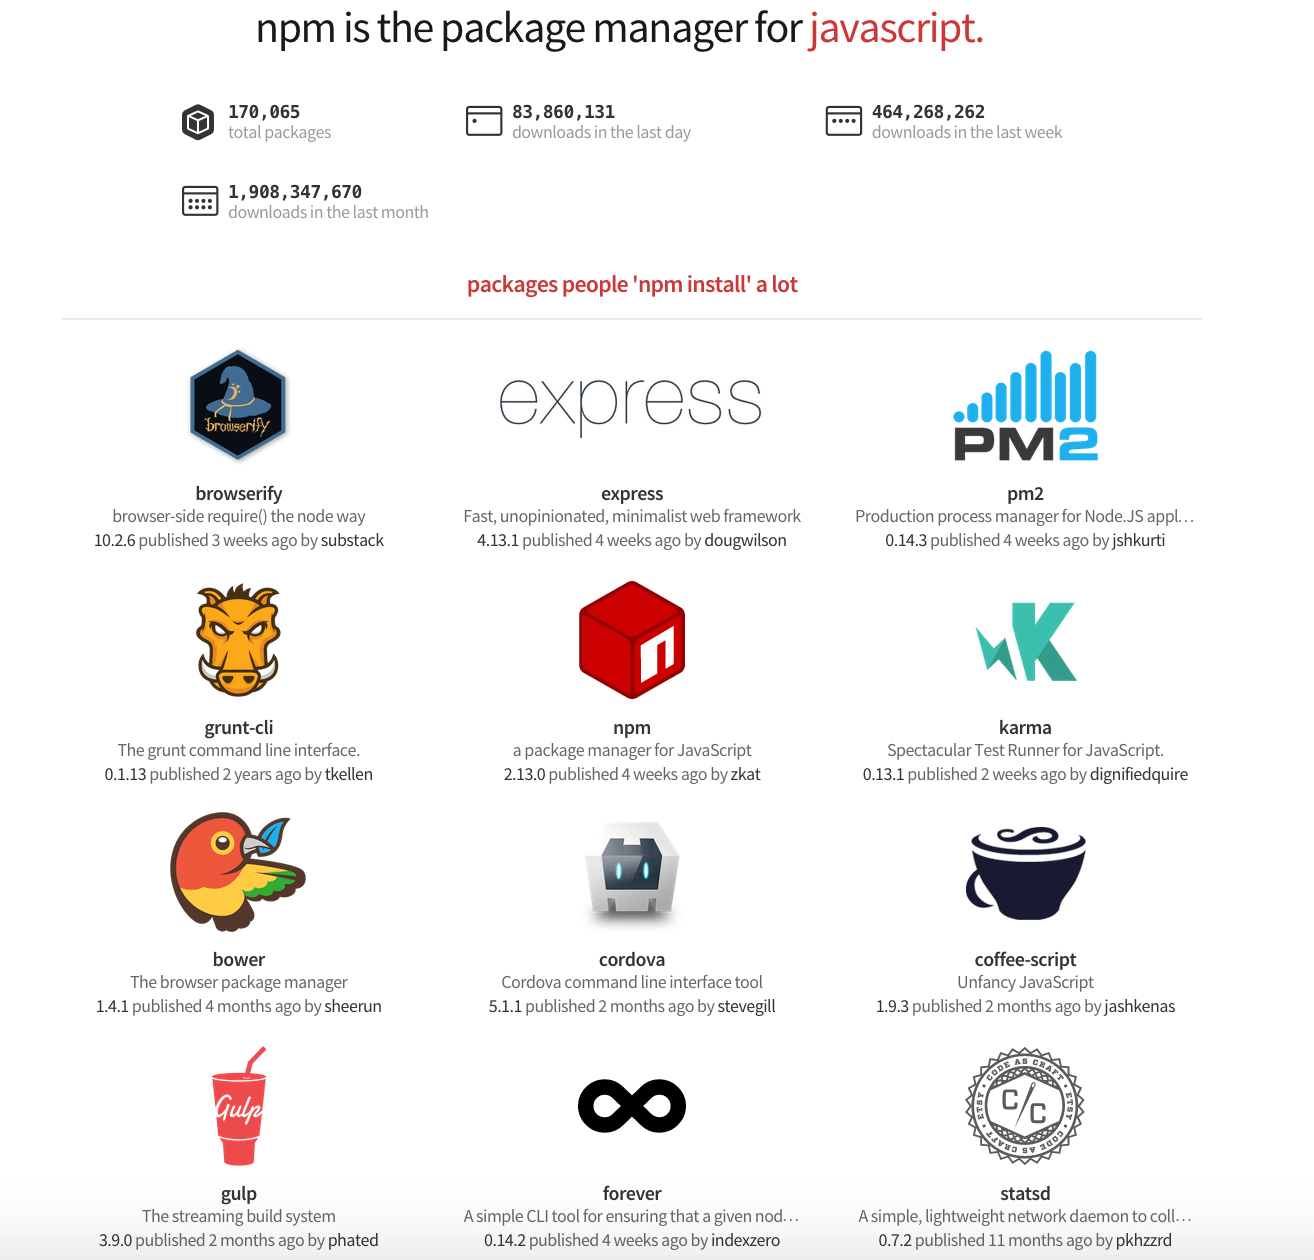 npm is the package manager for javascript.
170,065
total packages
83,860,131
downloads in the last day
464,268,262
downloads in the last week
1,908,347,670
downloads in the last month
packages people 'npm install' a lot
browserify
express
PM2
browserify
browser-side require() the node way
10.2.6 published 3 weeks ago by substack
express
Fast, unopinionated, minimalist web framework
4.13.1 published 4 weeks ago by dougwilson
pm2
Production process manager for Node.JS appl…
0.14.3 published 4 weeks ago by jshkurti
n
K
grunt-cli
The grunt command line interface.
0.1.13 published 2 years ago by tkellen
npm
a package manager for JavaScript
2.13.0 published 4 weeks ago by zkat
karma
Spectacular Test Runner for JavaScript.
0.13.1 published 2 weeks ago by dignifiedquire
bower
The browser package manager
1.4.1 published 4 months ago by sheerun
cordova
Cordova command line interface tool
5.1.1 published 2 months ago by stevegill
coffee-script
Unfancy JavaScript
1.9.3 published 2 months ago by jashkenas
Gulp
CODE AS CRAFT • ETSY • CODE AS CRAFT • ETSY •
C/C
gulp
The streaming build system
3.9.0 published 2 months ago by phated
forever
A simple CLI tool for ensuring that a given nod…
0.14.2 published 4 weeks ago by indexzero
statsd
A simple, lightweight network daemon to coll…
0.7.2 published 11 months ago by pkhzzrd